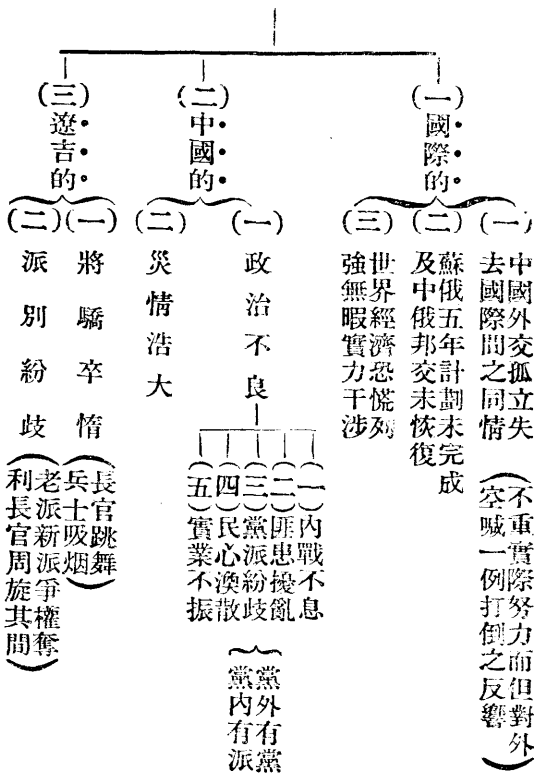 (一)國際的
(一)中國外交孤立失
去國際間之同情
(不重實際努力而但對外
空喊一例打倒之反響)
(二)蘇俄五年計劃未完成
及中俄邦交未恢復
(三)世界經濟恐慌列
強無暇實力干涉
(二)中國的
(一)政治不良
(一)內戰不息
(二)匪患擾亂
(三)黨派紛歧
(黨外有黨
黨內有派)
(四)民心渙散
(五)實業不振
(二)災情浩大
(三)遼吉的
(一)將驕卒惰
(長官跳舞
兵士吸烟)
(二)派別紛歧
(老派新派爭權奪
利長官周旋其間)